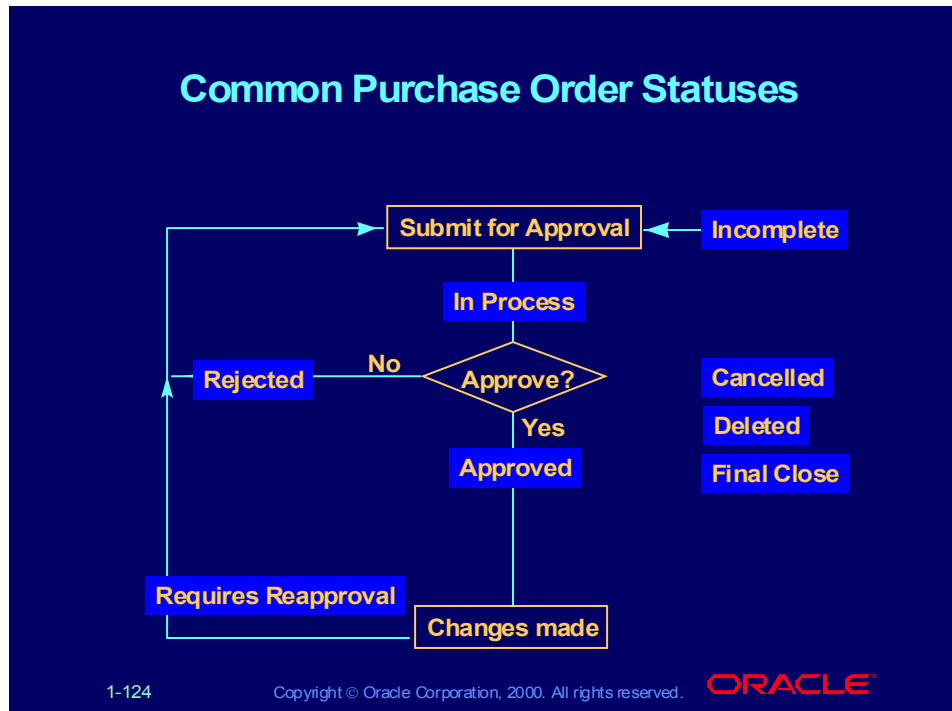 Common Purchase Order Statuses
Submit for Approval
Incomplete
In Process
No
Rejected
Approve?
Cancelled
Yes
Deleted
Approved
Final Close
Requires Reapproval
Changes made
1-124
Copyright © Oracle Corporation, 2000. All rights reserved.
ORACLE®